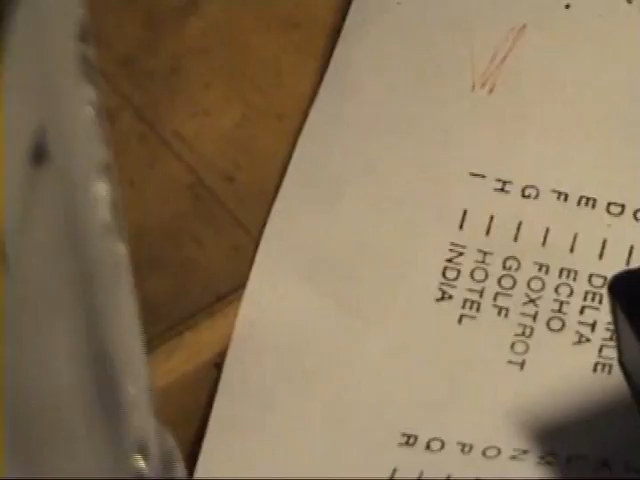 D — DELTA
E — ECHO
F — FOXTROT
G — GOLF
H — HOTEL
I — INDIA
N
O
P
Q
R